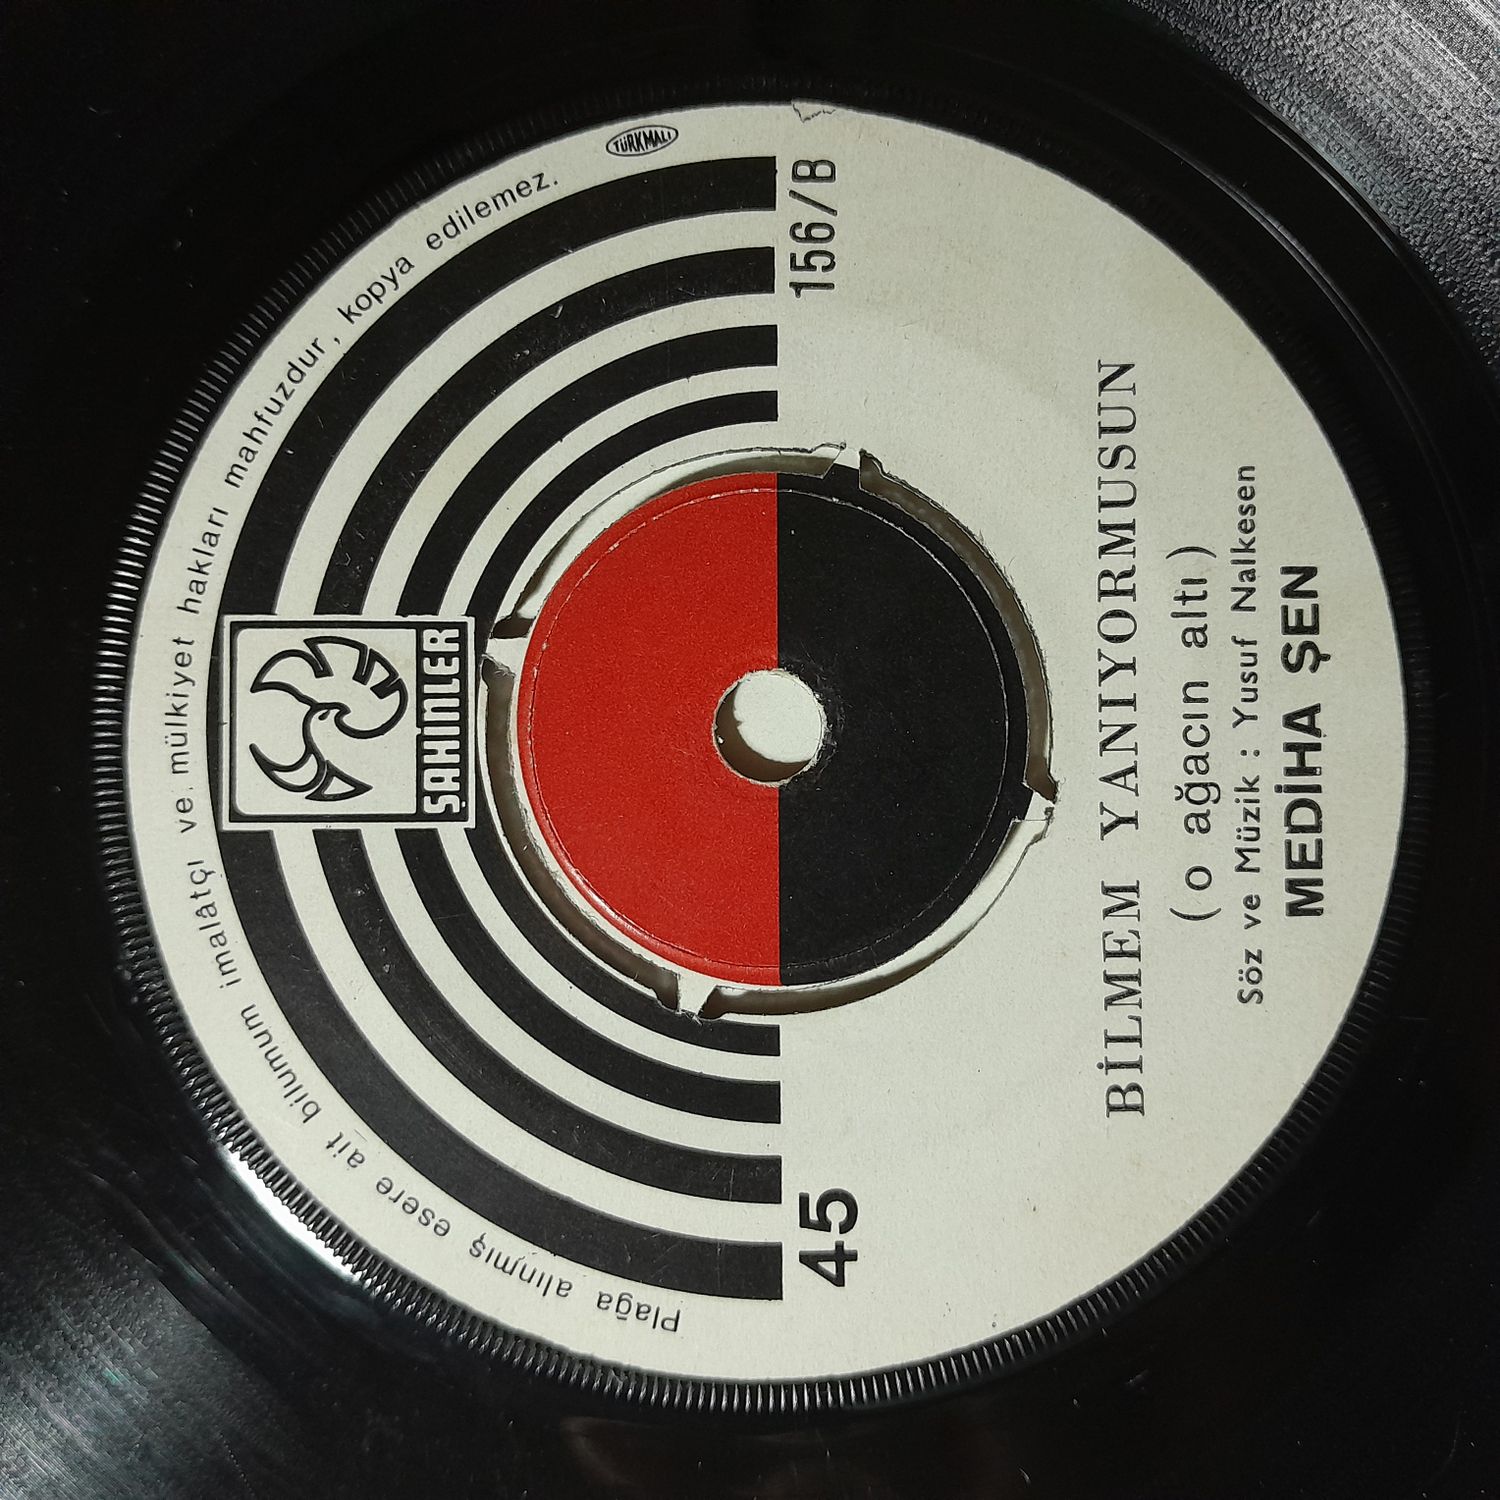 Plağa alınmış esere ait bilumum imalâtçı ve mülkiyet hakları mahfuzdur, kopya edilemez.
TÜRKMALI
ŞAHİNLER
45
156/B
BİLMEM YANIYORMUSUN
(o ağacın altı)
Söz ve Müzik : Yusuf Nalkesen
MEDİHA ŞEN